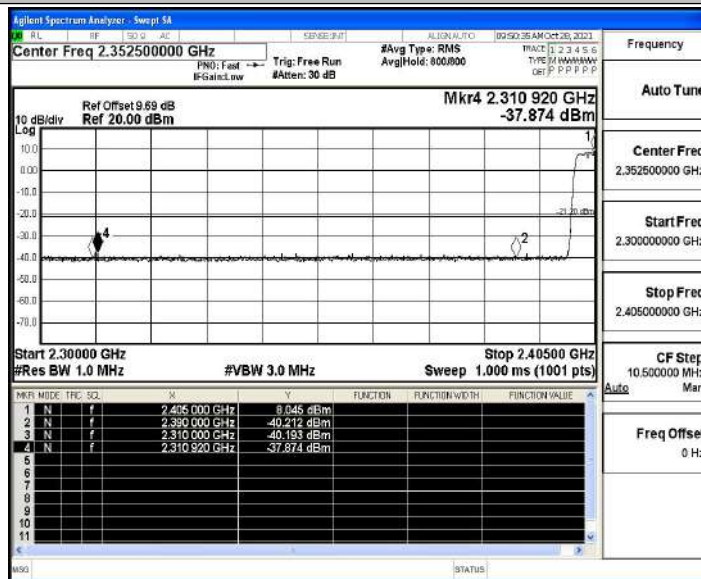 Agilent Spectrum Analyzer - Swept SA
RL RF 50 Ω AC SENSE:INT ALIGN AUTO 09:50:35 AM Oct 28, 2021
Center Freq 2.352500000 GHz
PNO: Fast
IFGain:Low
Trig: Free Run
#Atten: 30 dB
#Avg Type: RMS
Avg|Hold: 800/800
TRACE 1 2 3 4 5 6
TYPE M W W W W W
DET P P P P P P
Ref Offset 9.69 dB
Ref 20.00 dBm
10 dB/div
Log
Mkr4 2.310 920 GHz
-37.874 dBm
10.0
0.00
-10.0
-20.0
-30.0
-40.0
-50.0
-60.0
-70.0
1
-21.20 dBm
4
2
Start 2.30000 GHz
Stop 2.40500 GHz
#Res BW 1.0 MHz
#VBW 3.0 MHz
Sweep 1.000 ms (1001 pts)
MKR MODE TRC SCL X Y FUNCTION FUNCTION WIDTH FUNCTION VALUE
1 N f 2.405 000 GHz 8.045 dBm
2 N f 2.390 000 GHz -40.212 dBm
3 N f 2.310 000 GHz -40.193 dBm
4 N f 2.310 920 GHz -37.874 dBm
5
6
7
8
9
10
11
MSG
STATUS
Frequency
Auto Tune
Center Freq
2.352500000 GHz
Start Freq
2.300000000 GHz
Stop Freq
2.405000000 GHz
CF Step
10.500000 MHz
Auto Man
Freq Offset
0 Hz